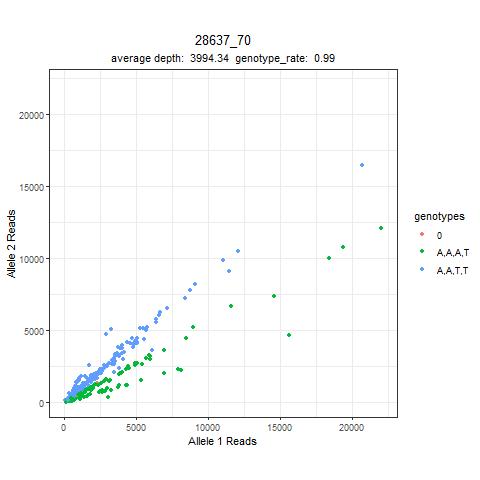 28637_70
average depth: 3994.34 genotype_rate: 0.99
20000
15000
10000
5000
0
Allele 2 Reads
0 5000 10000 15000 20000
Allele 1 Reads
genotypes
0
A,A,A,T
A,A,T,T